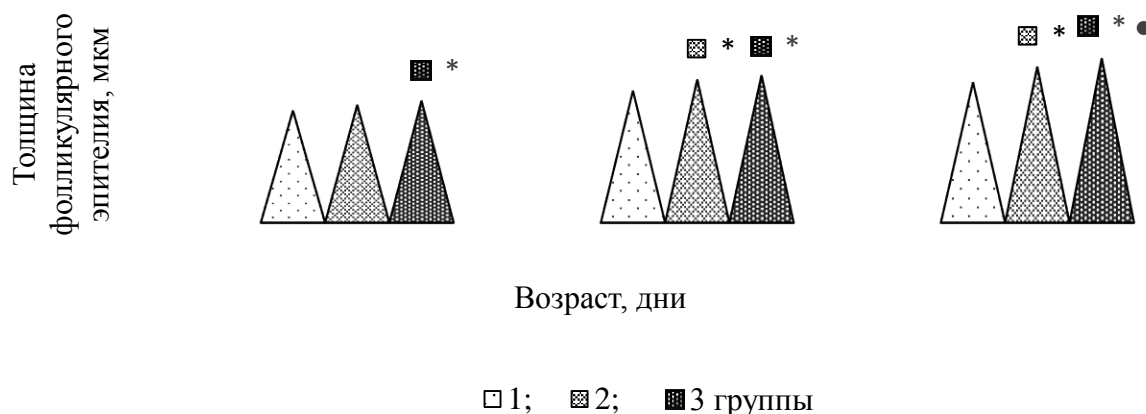 Толщина
фолликулярного
эпителия, мкм
*
* *
* * •
Возраст, дни
1; 2; 3 группы